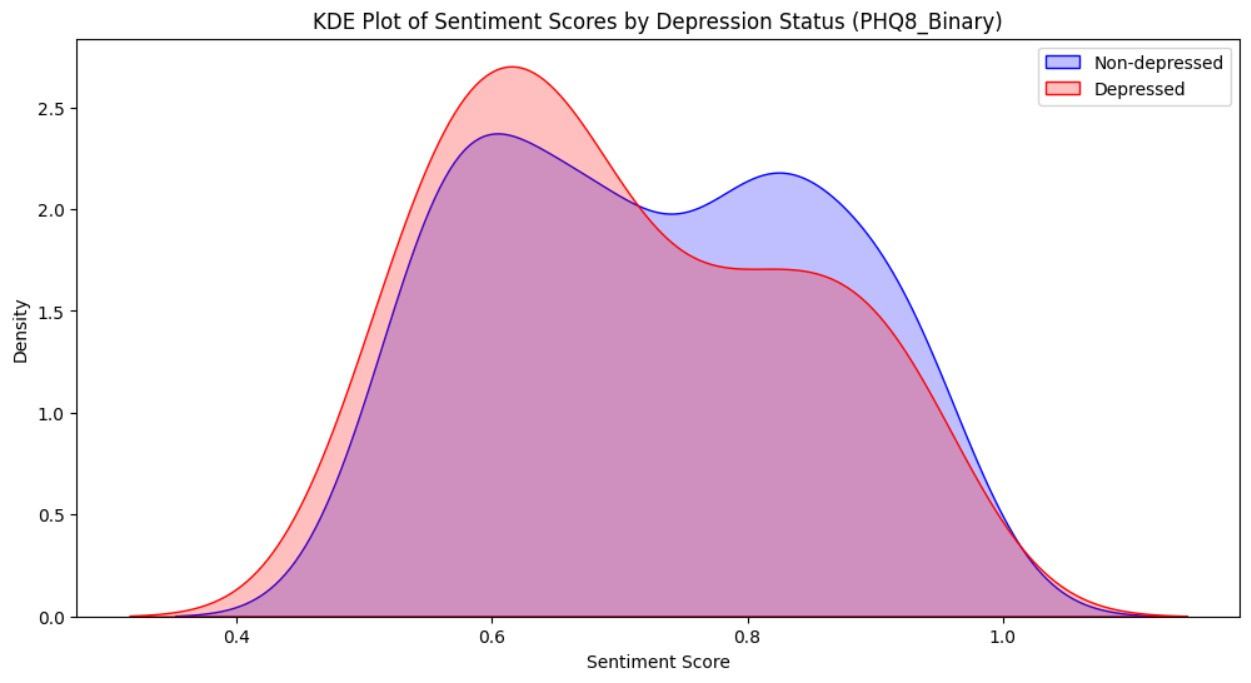 KDE Plot of Sentiment Scores by Depression Status (PHQ8_Binary)
Non-depressed
Depressed
2.5
2.0
1.5
1.0
0.5
0.0
Density
0.4 0.6 0.8 1.0
Sentiment Score